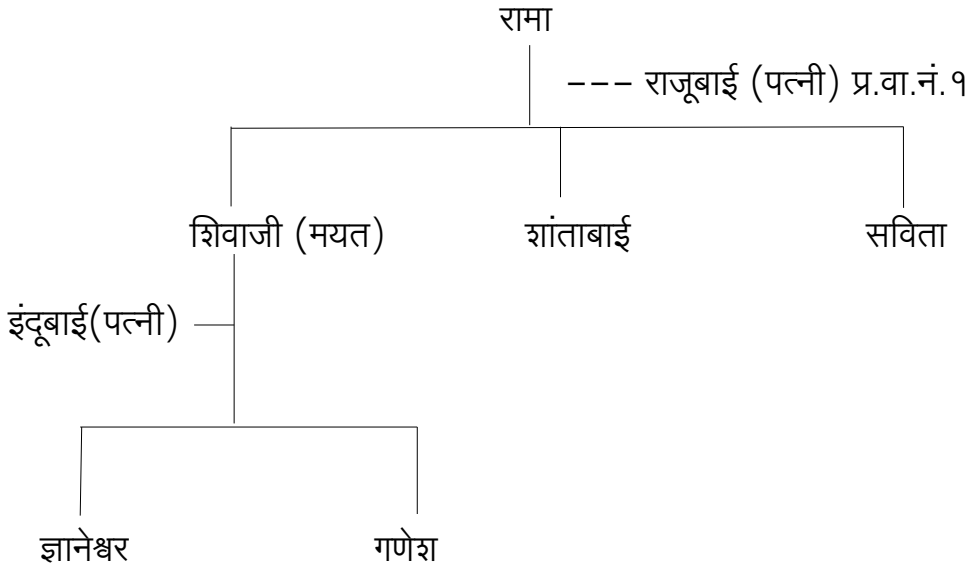 रामा
--- राजूबाई (पत्नी) प्र.वा.नं.१
शिवाजी (मयत) शांताबाई सविता
इंदूबाई(पत्नी)
ज्ञानेश्वर गणेश